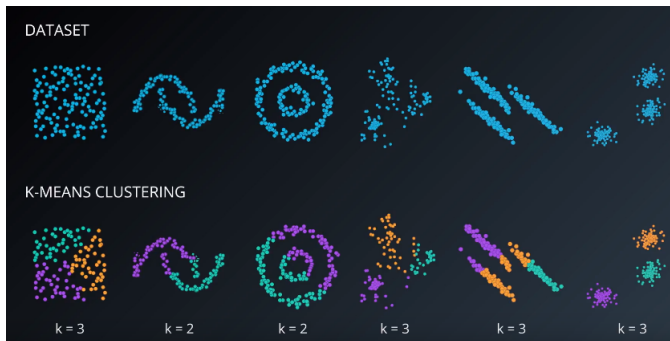 DATASET
K-MEANS CLUSTERING
k = 3
k = 2
k = 2
k = 3
k = 3
k = 3